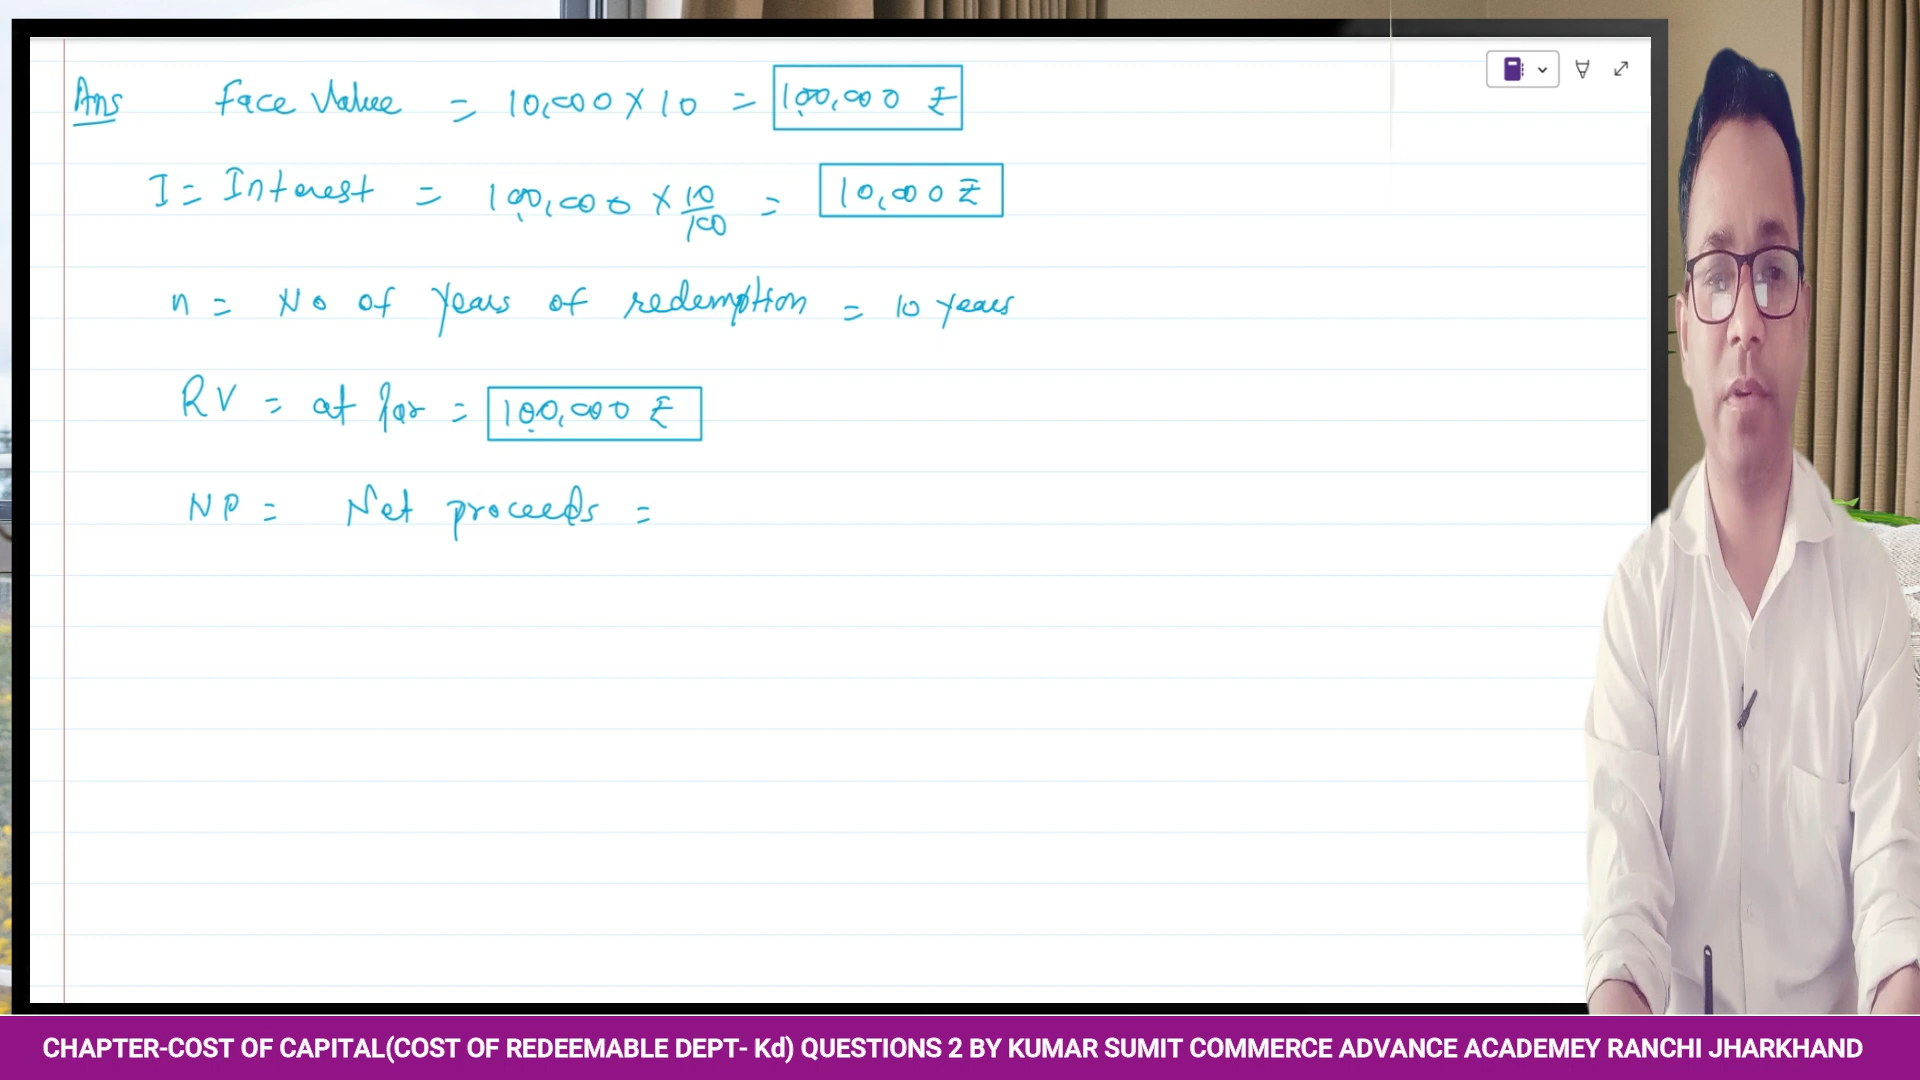 Ans Face Value = 10,000 X 10 = 100,000 ₹
I = Interest = 100,000 X 10/100 = 10,000 ₹
n = No of years of redemption = 10 years
RV = at par = 100,000 ₹
NP = Net proceeds =
CHAPTER-COST OF CAPITAL(COST OF REDEEMABLE DEPT- Kd) QUESTIONS 2 BY KUMAR SUMIT COMMERCE ADVANCE ACADEMEY RANCHI JHARKHAND